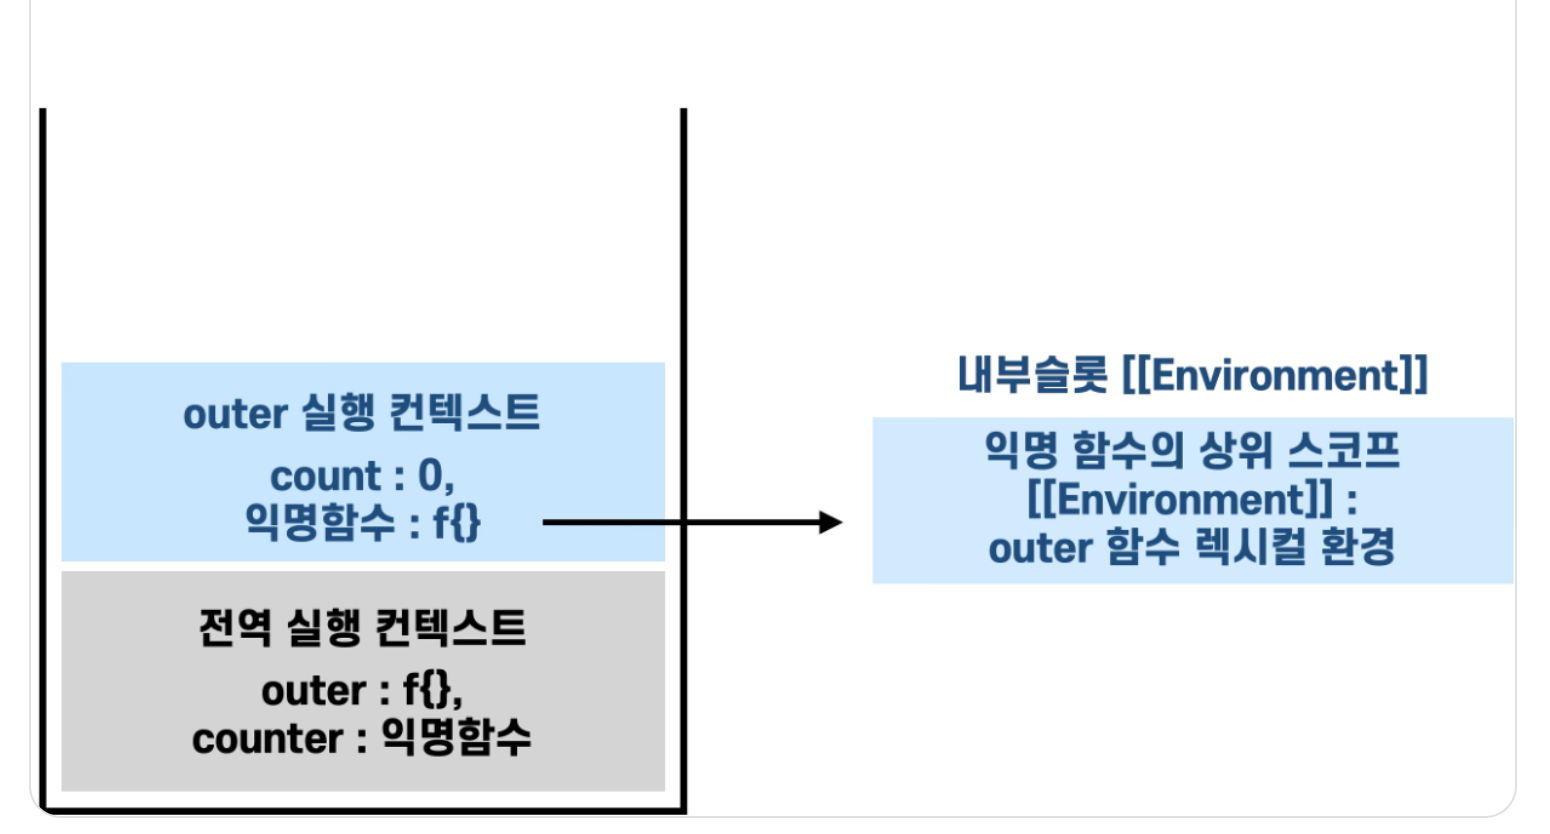 outer 실행 컨텍스트
count : 0,
익명함수 : f{}
전역 실행 컨텍스트
outer : f{},
counter : 익명함수
내부슬롯 [[Environment]]
익명 함수의 상위 스코프
[[Environment]] :
outer 함수 렉시컬 환경